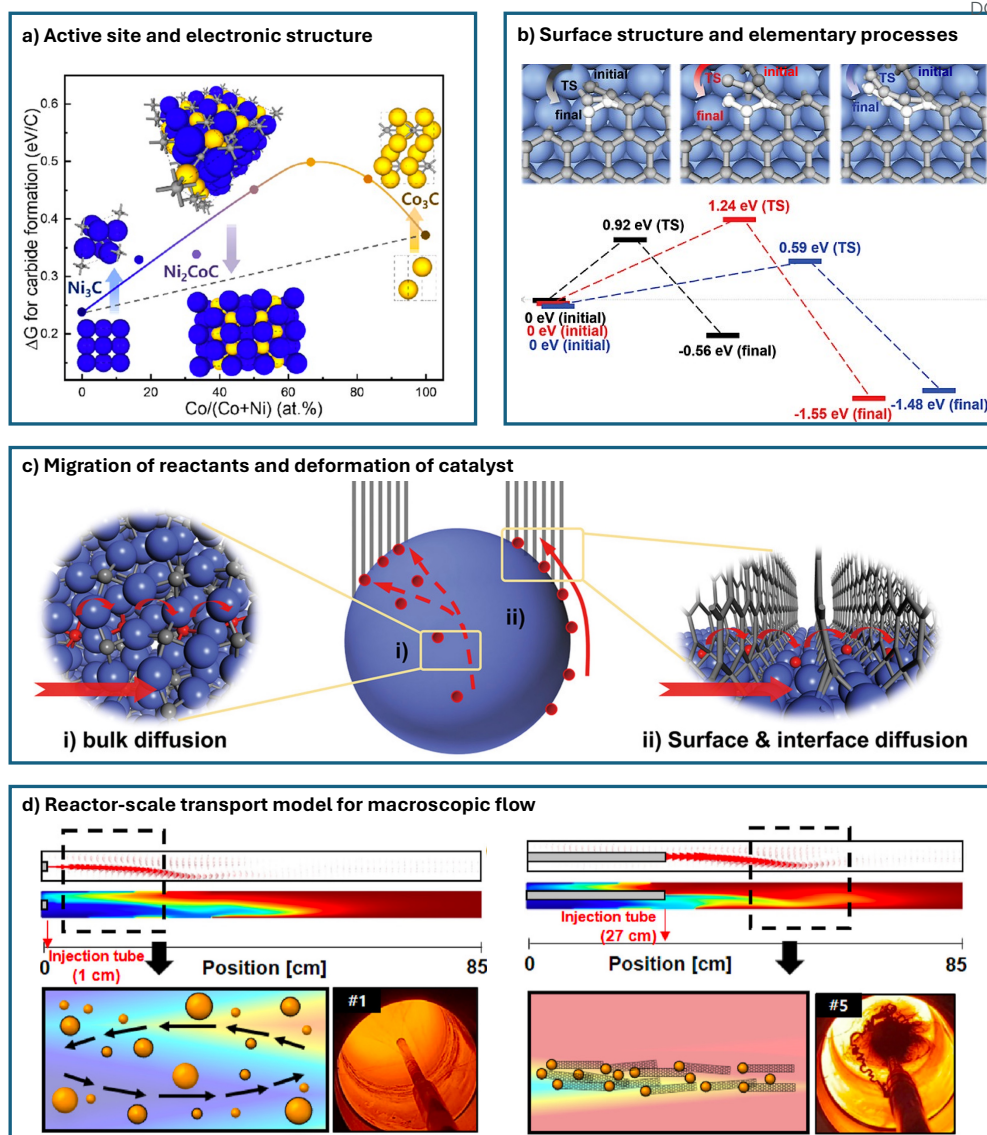 a) Active site and electronic structure
ΔG for carbide formation (eV/C)
0.6
0.5
0.4
0.3
0.2
Ni₃C
Ni₂CoC
Co₃C
0 20 40 60 80 100
Co/(Co+Ni) (at.%)
b) Surface structure and elementary processes
TS initial
final
TS initial
final
TS initial
final
0.92 eV (TS)
1.24 eV (TS)
0.59 eV (TS)
0 eV (initial)
0 eV (initial)
0 eV (initial)
-0.56 eV (final)
-1.55 eV (final)
-1.48 eV (final)
c) Migration of reactants and deformation of catalyst
i)
ii)
i) bulk diffusion
ii) Surface & interface diffusion
d) Reactor-scale transport model for macroscopic flow
Injection tube
(1 cm)
0 Position [cm] 85
#1
Injection tube
(27 cm)
0 Position [cm] 85
#5